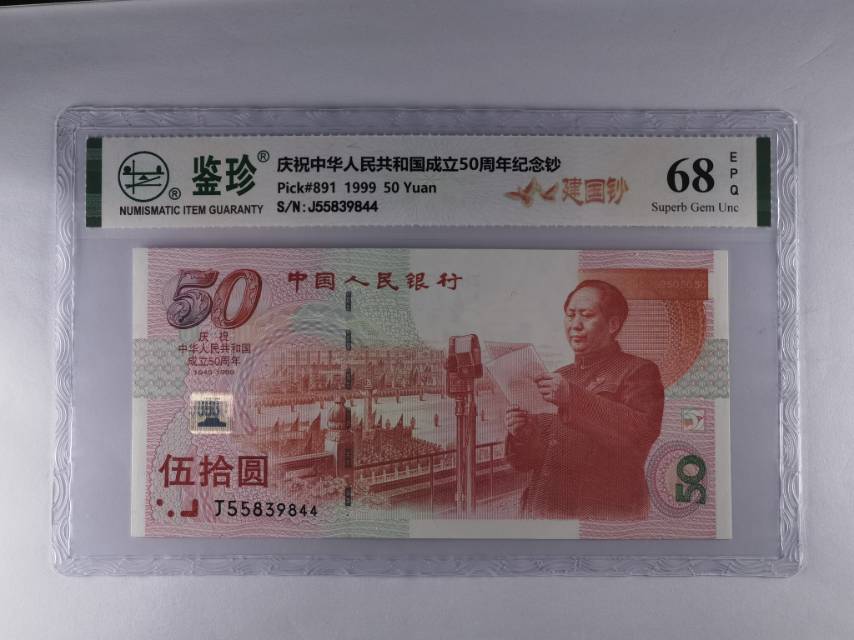 鉴珍®
®
NUMISMATIC ITEM GUARANTY
庆祝中华人民共和国成立50周年纪念钞
Pick#891 1999 50 Yuan
S/N:J55839844
建国钞
68
EPQ
Superb Gem Unc
50
中国人民银行
庆祝
中华人民共和国
成立50周年
1949-1999
伍拾圆
J55839844
50